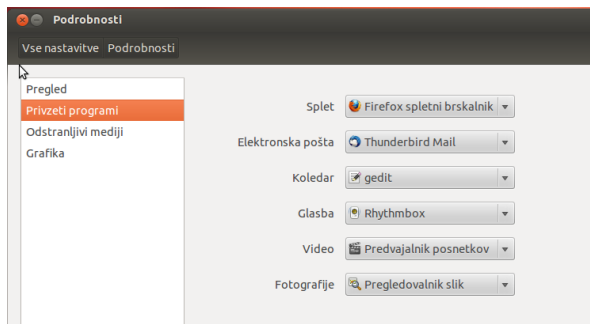 Podrobnosti
Vse nastavitve Podrobnosti
Pregled
Privzeti programi
Odstranljivi mediji
Grafika
Splet Firefox spletni brskalnik
Elektronska pošta Thunderbird Mail
Koledar gedit
Glasba Rhythmbox
Video Predvajalnik posnetkov
Fotografije Pregledovalnik slik